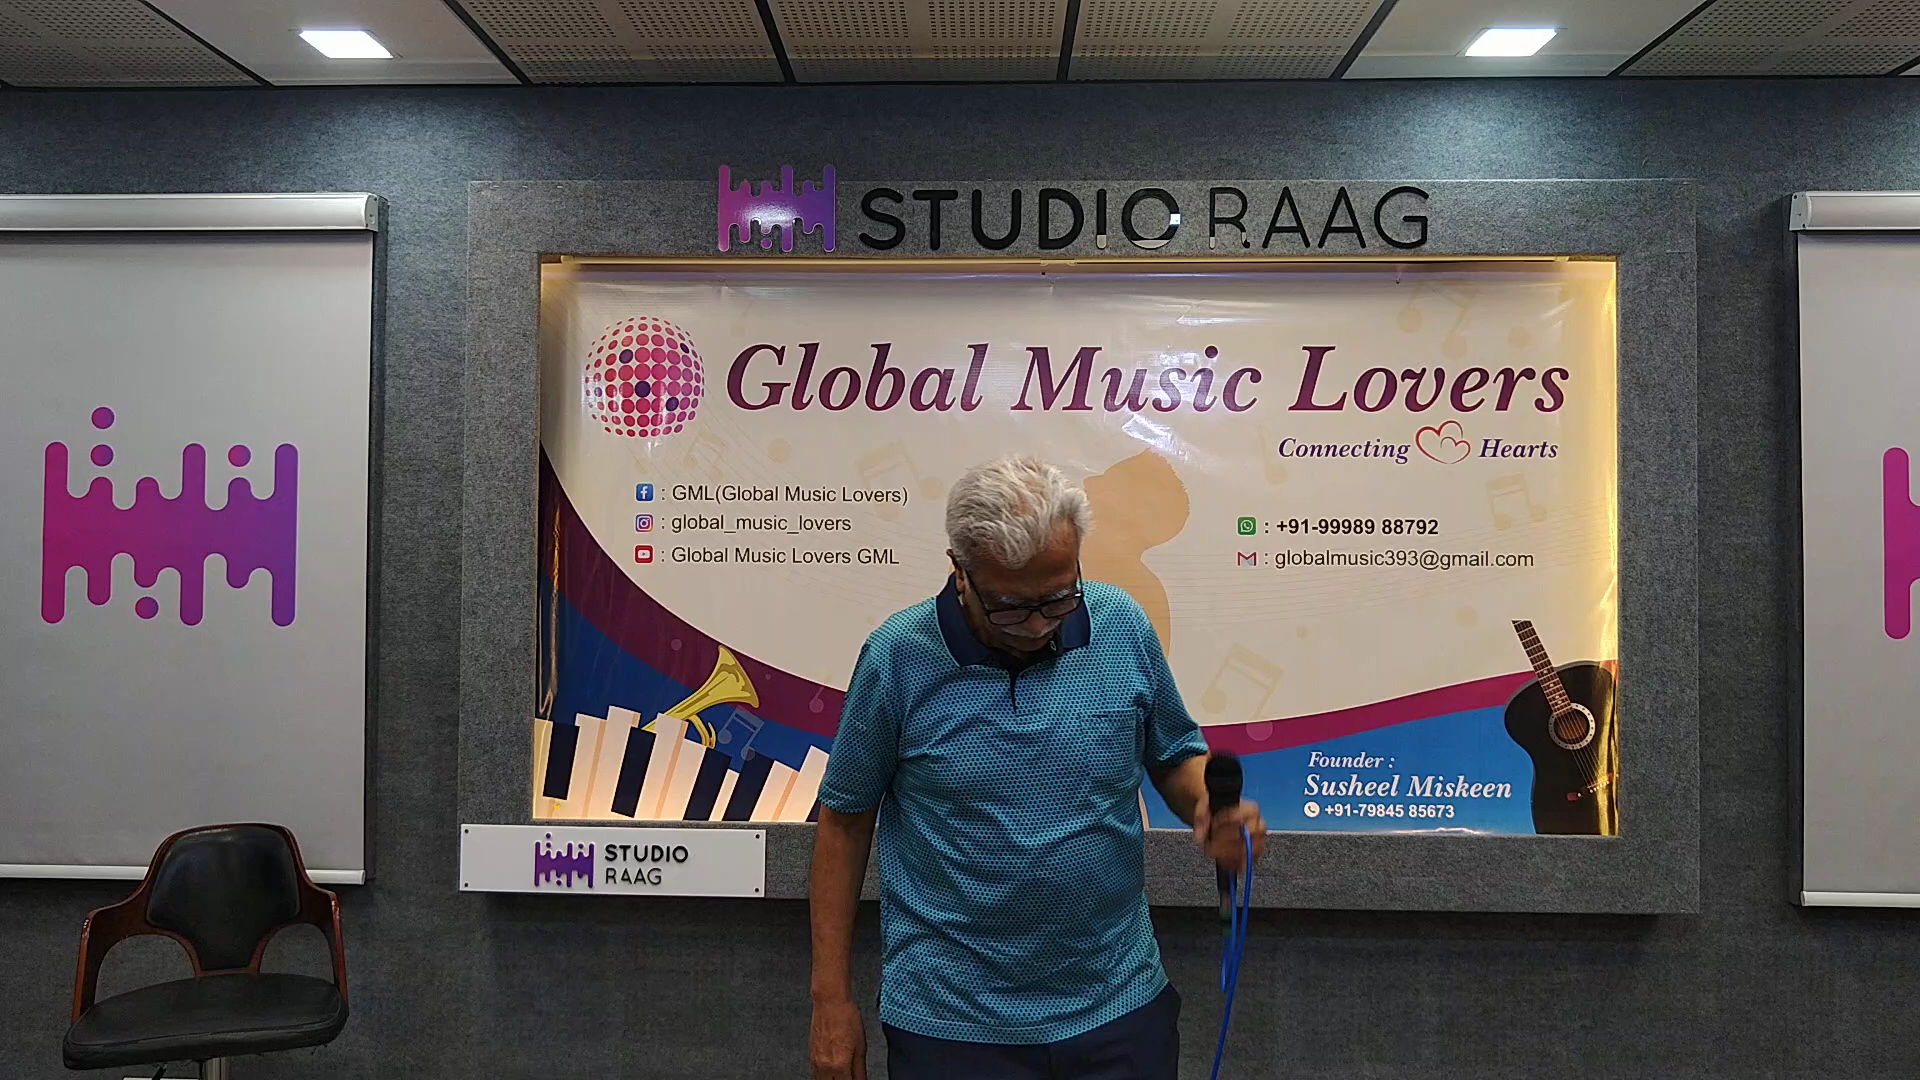 STUDIO RAAG
Global Music Lovers
Connecting Hearts
: GML(Global Music Lovers)
: global_music_lovers
: Global Music Lovers GML
: +91-99989 88792
: globalmusic393@gmail.com
Founder :
Susheel Miskeen
+91-79845 85673
STUDIO
RAAG